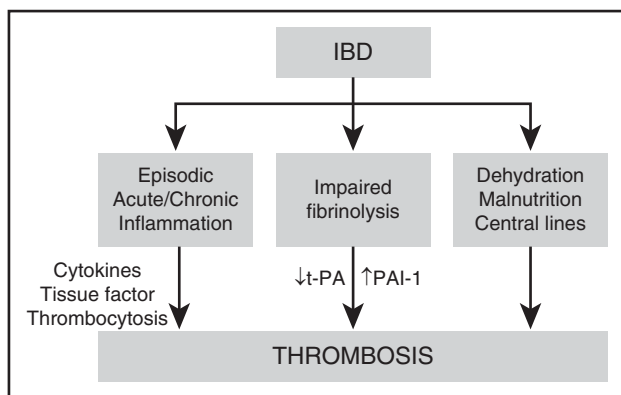 IBD
Episodic
Acute/Chronic
Inflammation
Impaired
fibrinolysis
Dehydration
Malnutrition
Central lines
Cytokines
Tissue factor
Thrombocytosis
↓t-PA ↑PAI-1
THROMBOSIS